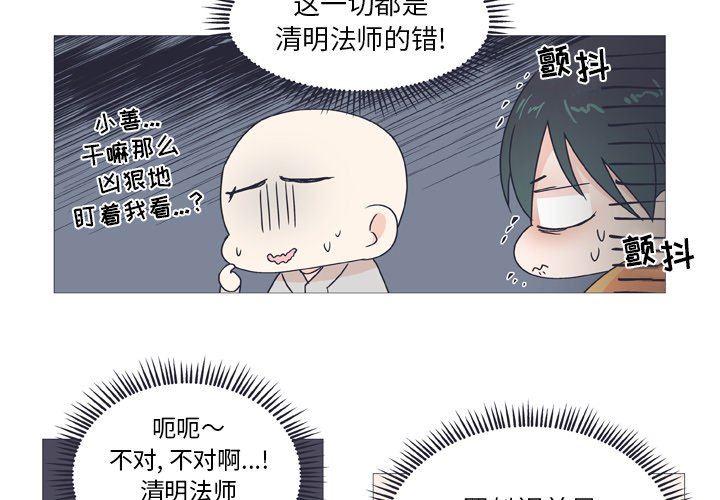 这一切都是
清明法师的错!
颤抖
小善...
干嘛那么
凶狠地
盯着我看...?
颤抖
呃呃～
不对, 不对啊...!
清明法师